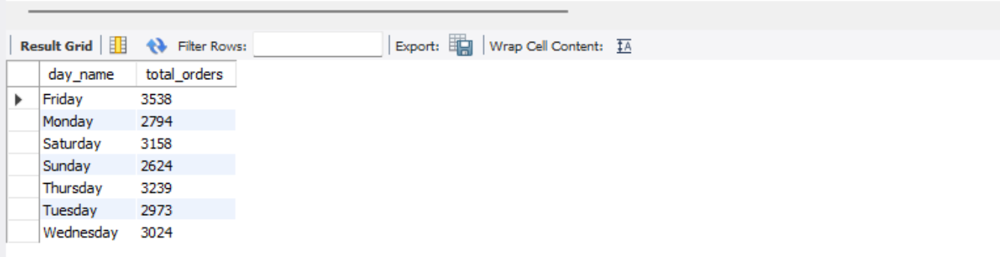 Result Grid Filter Rows: Export: Wrap Cell Content: IA
day_name total_orders
Friday 3538
Monday 2794
Saturday 3158
Sunday 2624
Thursday 3239
Tuesday 2973
Wednesday 3024